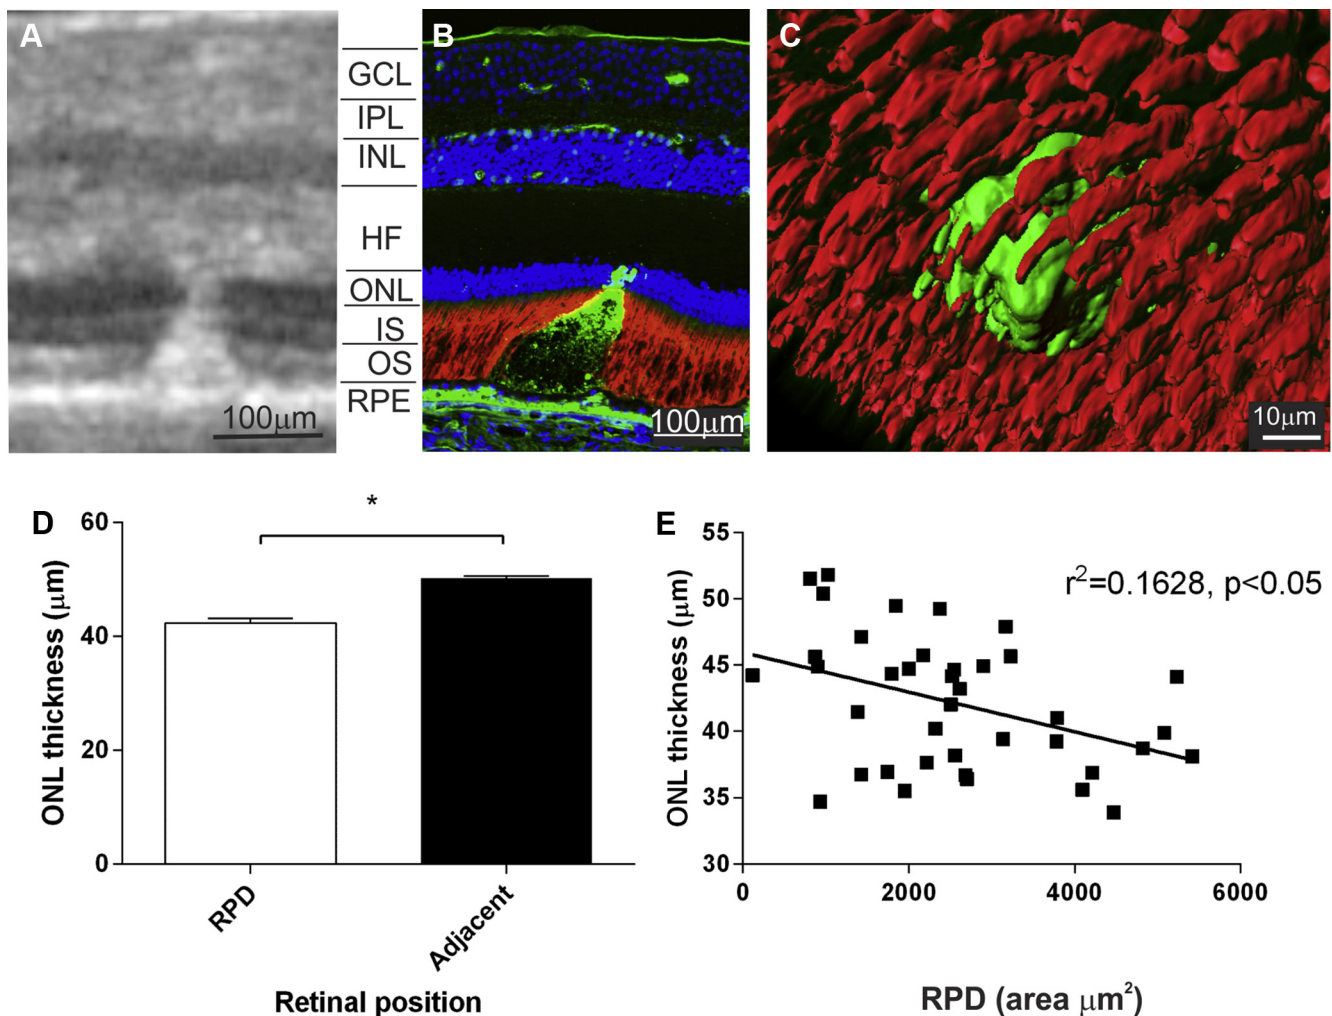 A
GCL
IPL
INL
HF
ONL
IS
OS
RPE
100μm
B
100μm
C
10μm
D
*
60
40
20
0
ONL thickness (μm)
RPD
Adjacent
Retinal position
E
r²=0.1628, p<0.05
55
50
45
40
35
30
ONL thickness (μm)
0 2000 4000 6000
RPD (area μm²)